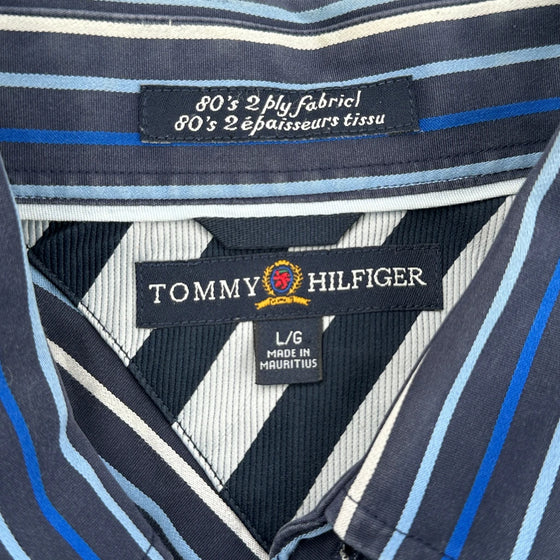 80's 2 ply fabric/
80's 2 épaisseurs tissu
TOMMY HILFIGER
L/G
MADE IN
MAURITIUS